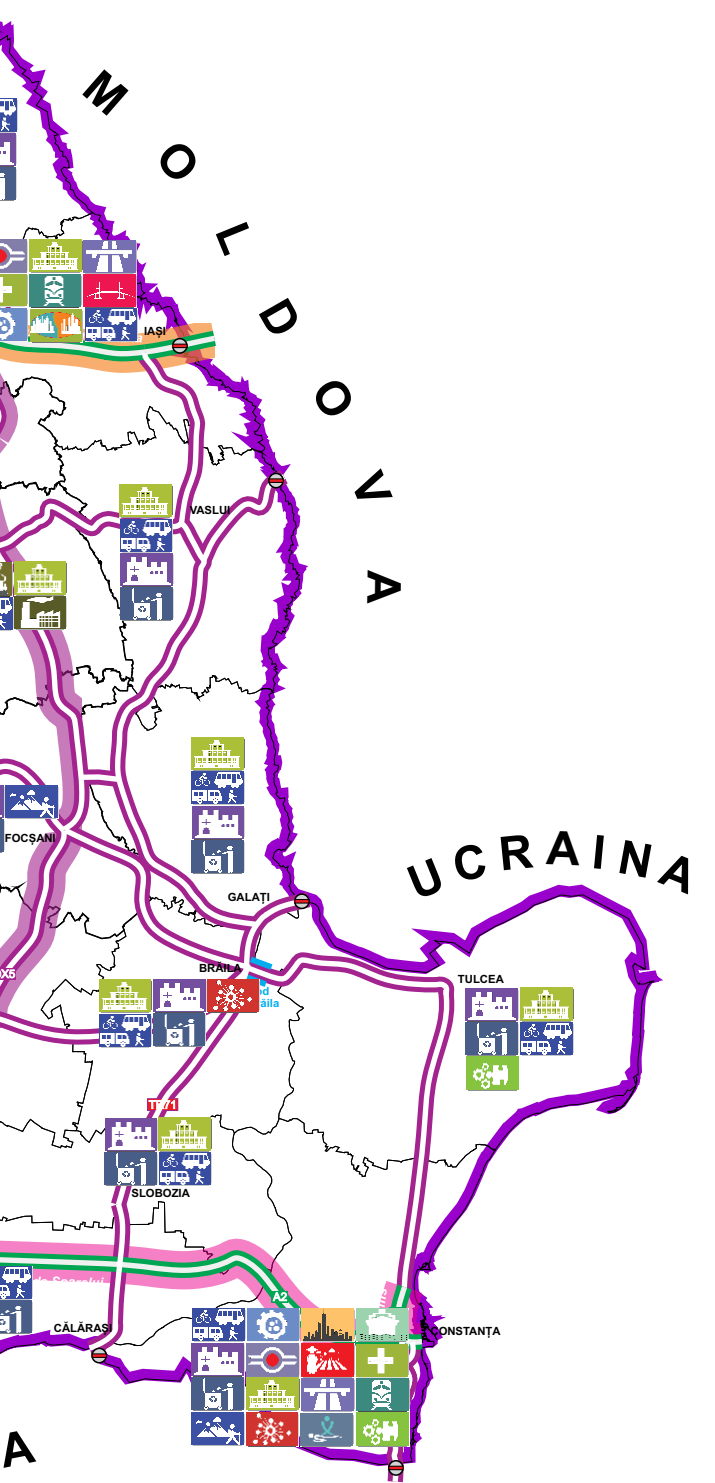 MOLDOVA
IAȘI
VASLUI
UCRAINA
FOCȘANI
GALAȚI
BRĂILA
TULCEA
SLOBOZIA
A2
CĂLĂRAȘI
CONSTANȚA
A